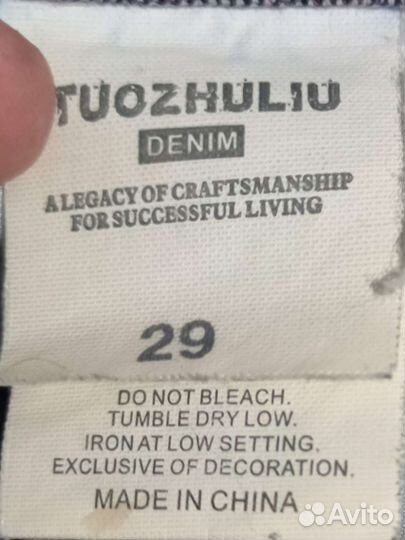 TUOZHULIU
DENIM
A LEGACY OF CRAFTSMANSHIP
FOR SUCCESSFUL LIVING
29
DO NOT BLEACH.
TUMBLE DRY LOW.
IRON AT LOW SETTING.
EXCLUSIVE OF DECORATION.
MADE IN CHINA
Avito